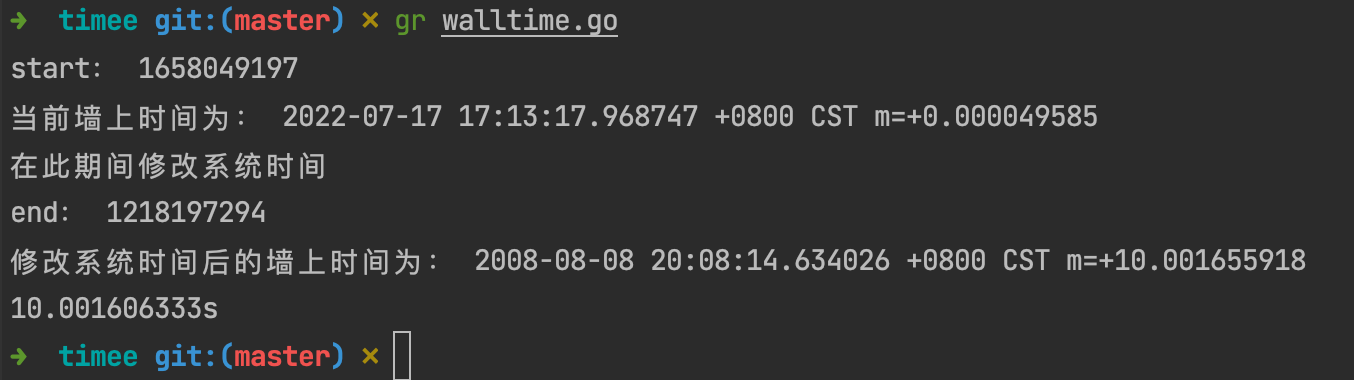 ➜  timee git:(master) ✗ gr walltime.go
start:  1658049197
当前墙上时间为:  2022-07-17 17:13:17.968747 +0800 CST m=+0.000049585
在此期间修改系统时间
end:  1218197294
修改系统时间后的墙上时间为:  2008-08-08 20:08:14.634026 +0800 CST m=+10.001655918
10.001606333s
➜  timee git:(master) ✗